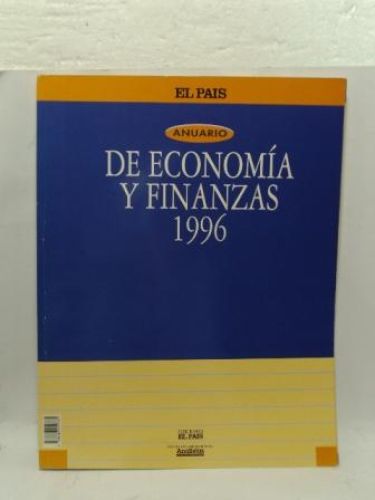 EL PAIS
ANUARIO
DE ECONOMÍA
Y FINANZAS
1996
EL PAIS